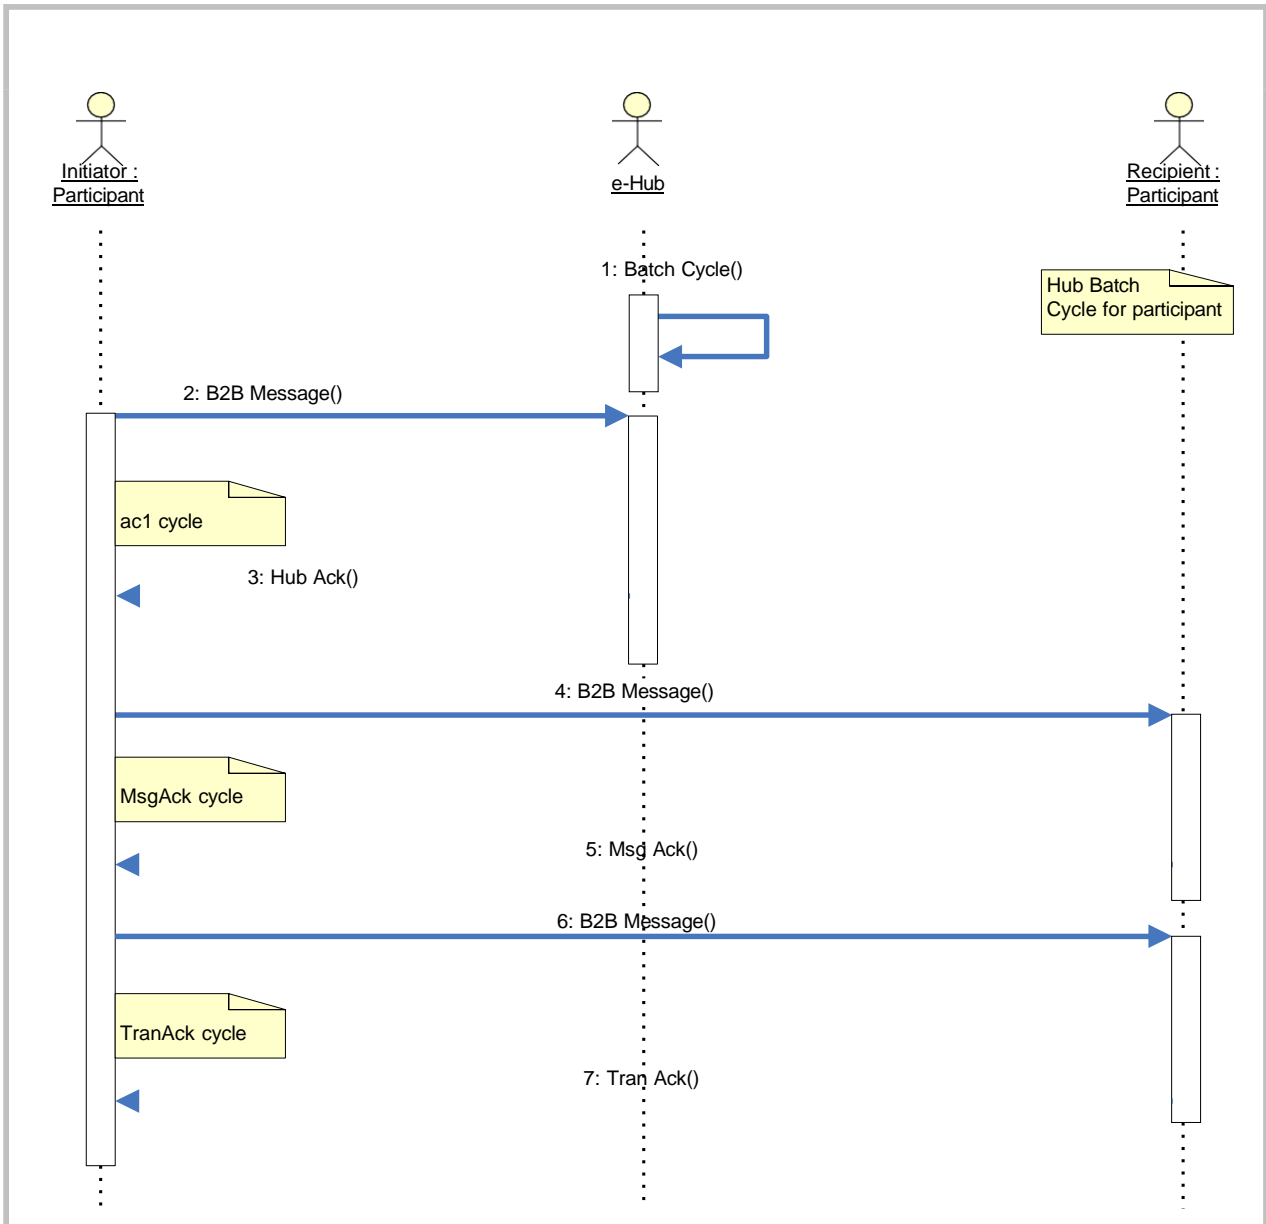 Initiator :
Participant
e-Hub
Recipient :
Participant
1: Batch Cycle()
Hub Batch
Cycle for participant
2: B2B Message()
ac1 cycle
3: Hub Ack()
4: B2B Message()
MsgAck cycle
5: Msg Ack()
6: B2B Message()
TranAck cycle
7: Tran Ack()